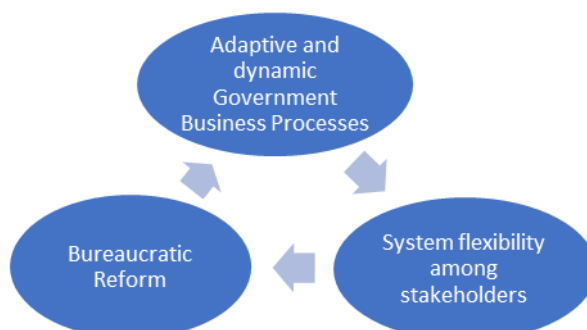 Adaptive and
dynamic
Government
Business Processes
System flexibility
among
stakeholders
Bureaucratic
Reform